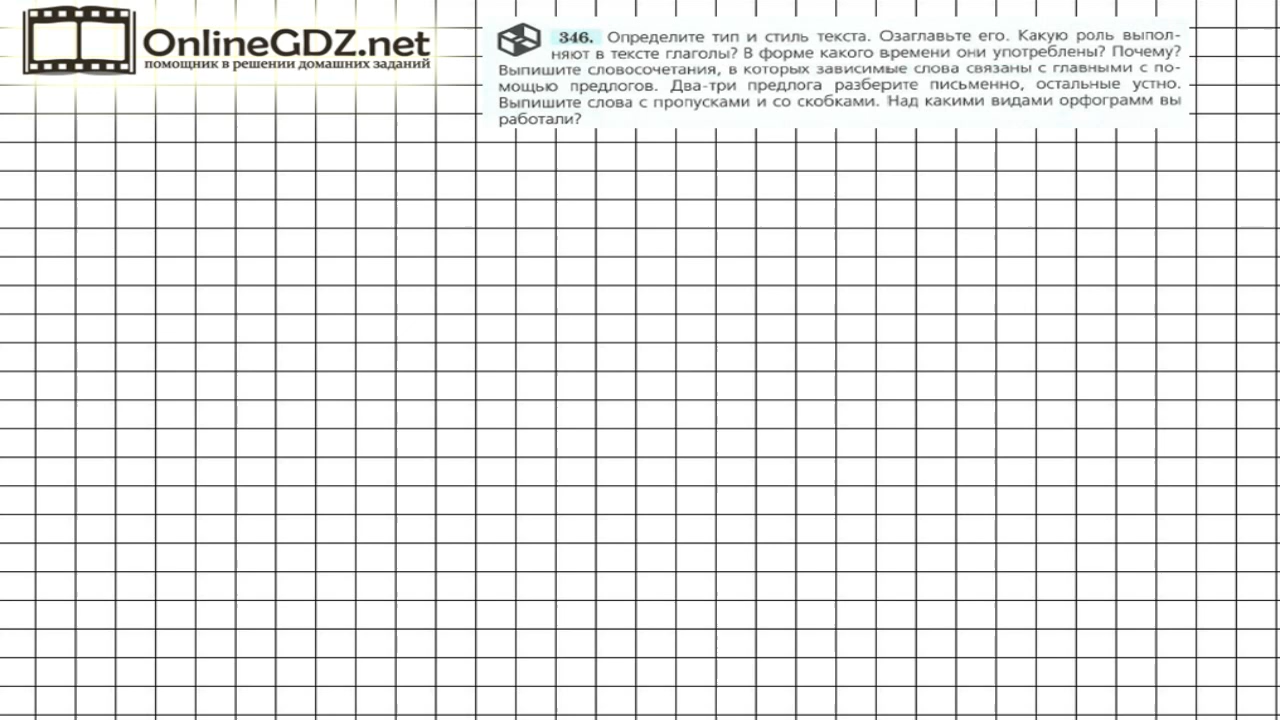 OnlineGDZ.net
помощник в решении домашних заданий
346. Определите тип и стиль текста. Озаглавьте его. Какую роль выпол-
няют в тексте глаголы? В форме какого времени они употреблены? Почему?
Выпишите словосочетания, в которых зависимые слова связаны с главными с по-
мощью предлогов. Два-три предлога разберите письменно, остальные устно.
Выпишите слова с пропусками и со скобками. Над какими видами орфограмм вы
работали?